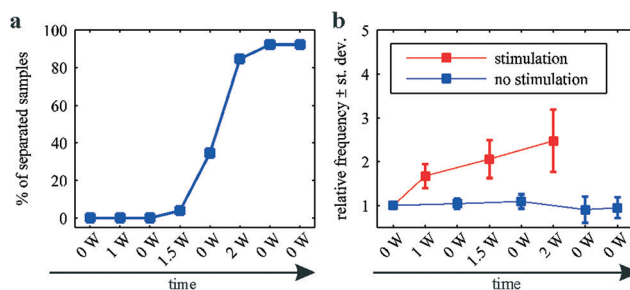 a
100
80
60
40
20
0
% of separated samples
0 W 1 W 0 W 1.5 W 0 W 2 W 0 W 0 W
time
b
5
4
3
2
1
0
relative frequency ± st. dev.
stimulation
no stimulation
0 W 1 W 0 W 1.5 W 0 W 2 W 0 W 0 W
time